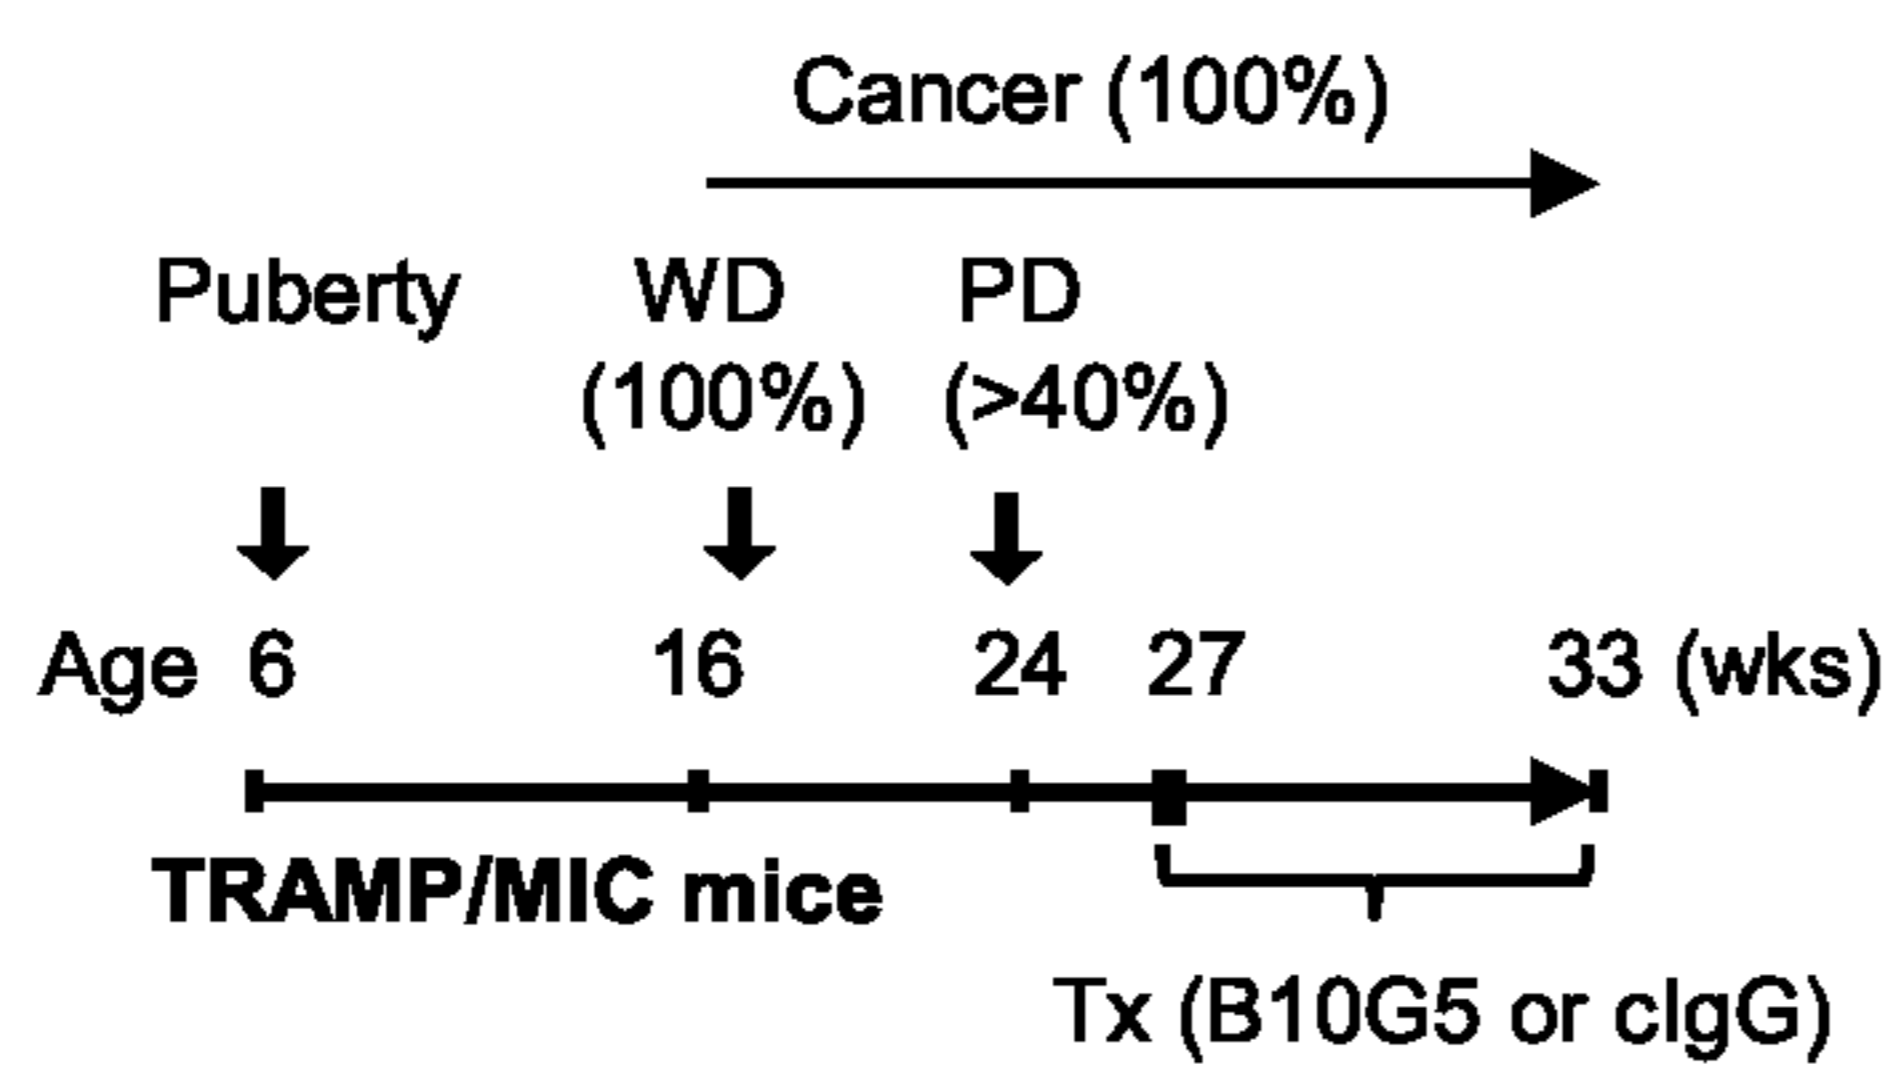 Cancer (100%)
Puberty WD PD
(100%) (>40%)
Age 6 16 24 27 33 (wks)
TRAMP/MIC mice
Tx (B10G5 or cIgG)